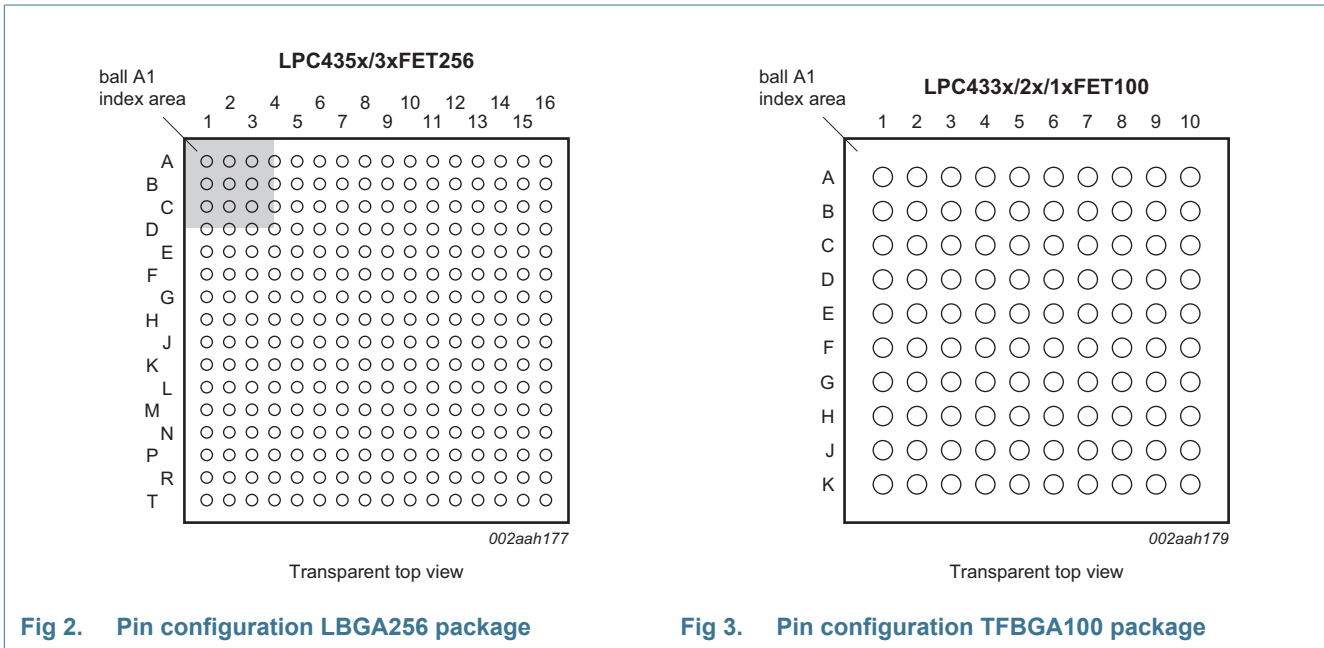 LPC435x/3xFET256
ball A1
index area
2 4 6 8 10 12 14 16
1 3 5 7 9 11 13 15
A
B
C
D
E
F
G
H
J
K
L
M
N
P
R
T
002aah177
Transparent top view
Fig 2. Pin configuration LBGA256 package
LPC433x/2x/1xFET100
ball A1
index area
1 2 3 4 5 6 7 8 9 10
A
B
C
D
E
F
G
H
J
K
002aah179
Transparent top view
Fig 3. Pin configuration TFBGA100 package